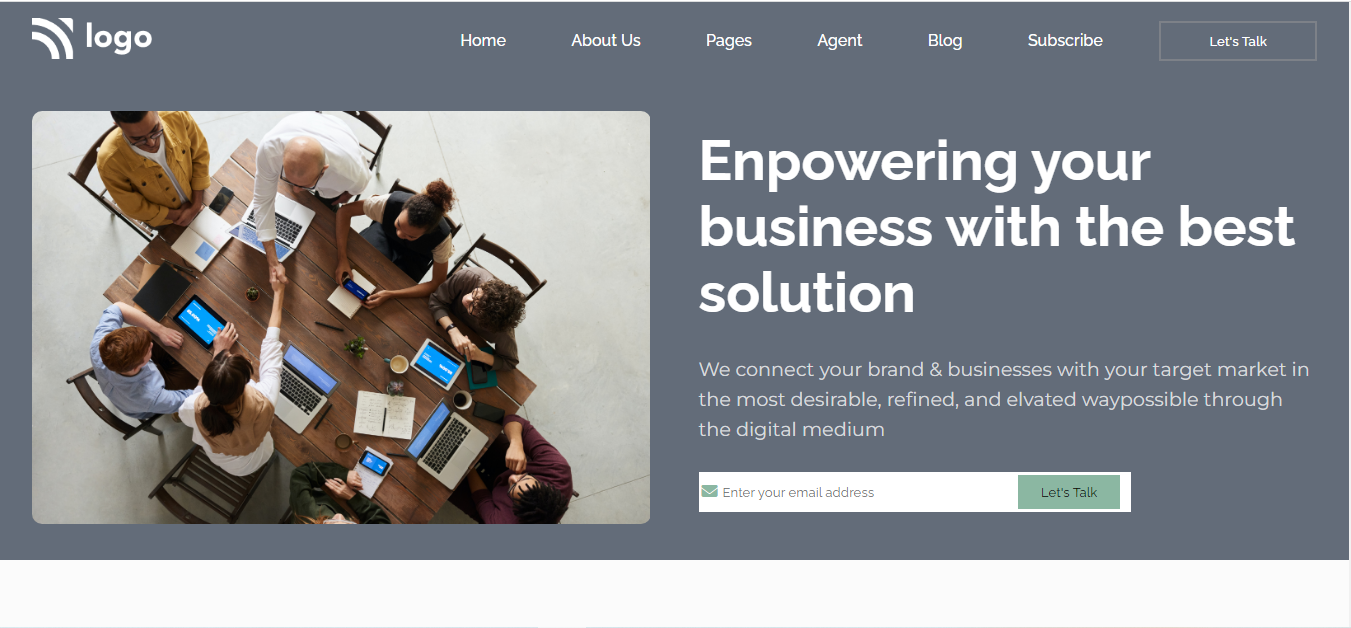 logo
Home About Us Pages Agent Blog Subscribe Let's Talk
Enpowering your
business with the best
solution
We connect your brand & businesses with your target market in
the most desirable, refined, and elvated waypossible through
the digital medium
Enter your email address Let's Talk